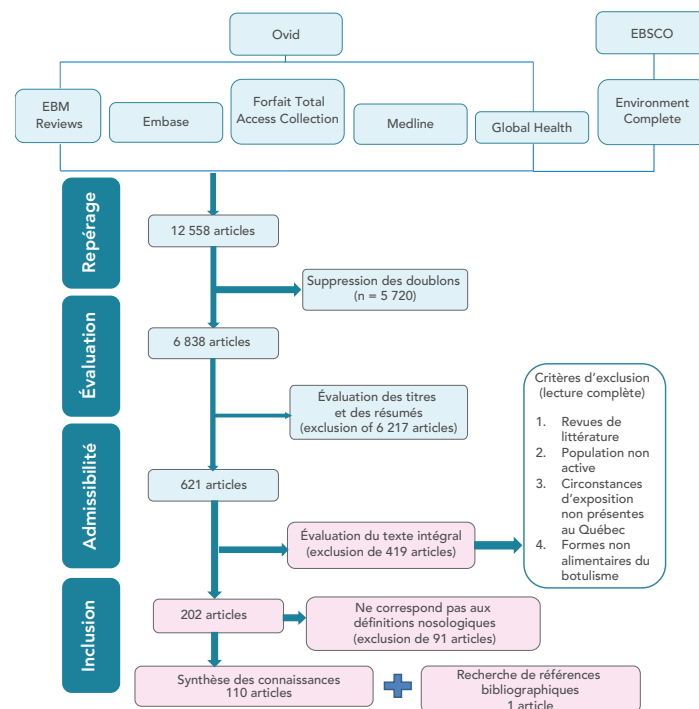 Ovid
EBSCO
EBM
Reviews
Embase
Forfait Total
Access Collection
Medline
Global Health
Environment
Complete
Repérage
12 558 articles
Suppression des doublons
(n = 5 720)
Évaluation
6 838 articles
Évaluation des titres
et des résumés
(exclusion of 6 217 articles)
Critères d'exclusion
(lecture complète)
1. Revues de
littérature
2. Population non
active
3. Circonstances
d'exposition
non présentes
au Québec
4. Formes non
alimentaires du
botulisme
Admissibilité
621 articles
Évaluation du texte intégral
(exclusion de 419 articles)
Inclusion
202 articles
Ne correspond pas aux
définitions nosologiques
(exclusion de 91 articles)
Synthèse des connaissances
110 articles
Recherche de références
bibliographiques
1 article